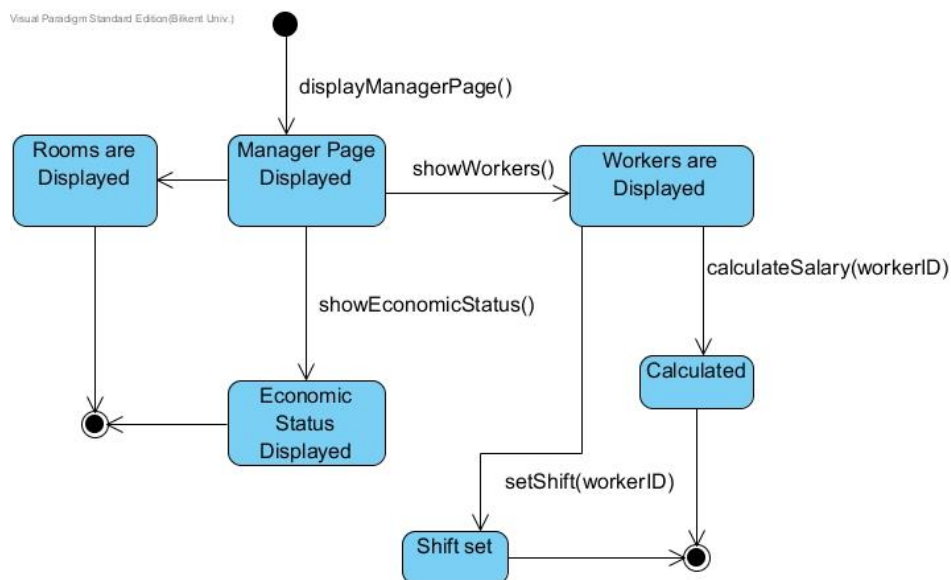 Visual Paradigm Standard Edition(Bilkent Univ.)
displayManagerPage()
Rooms are
Displayed
Manager Page
Displayed
showWorkers()
Workers are
Displayed
calculateSalary(workerID)
showEconomicStatus()
Calculated
Economic
Status
Displayed
setShift(workerID)
Shift set